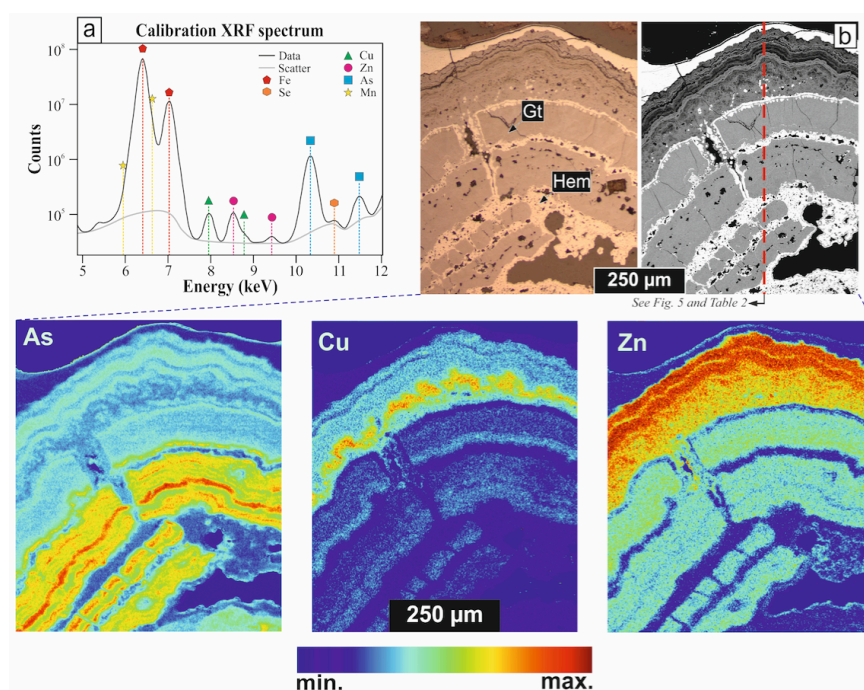 a
Calibration XRF spectrum
10⁸
10⁷
10⁶
10⁵
Counts
Data
Scatter
Fe
Se
Cu
Zn
As
Mn
5 6 7 8 9 10 11 12
Energy (keV)
b
Gt
Hem
250 µm
See Fig. 5 and Table 2
As
Cu
Zn
250 µm
min.
max.